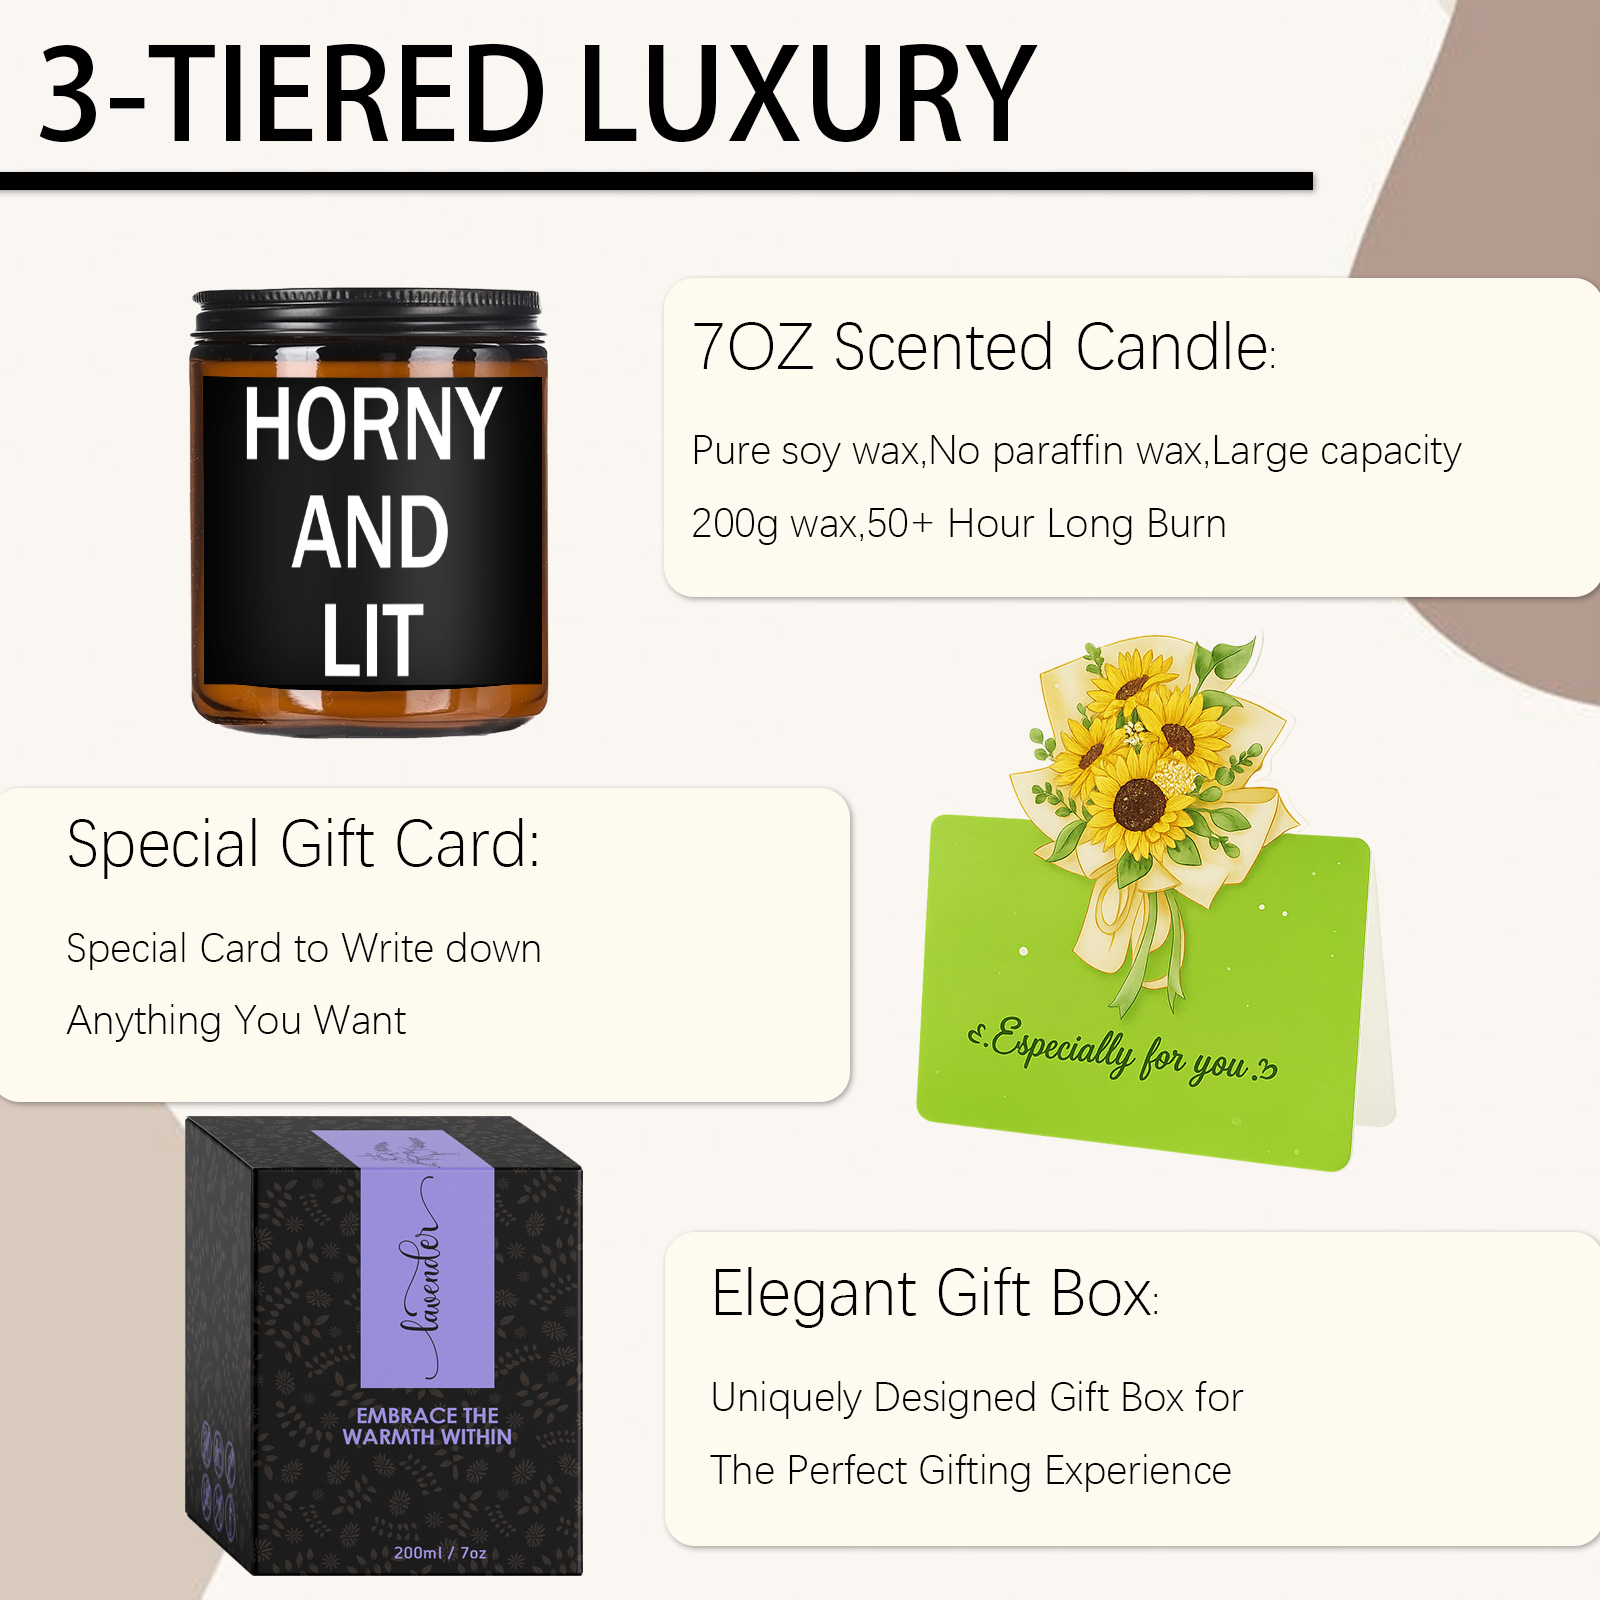 3-TIERED LUXURY
HORNY
AND
LIT
7OZ Scented Candle:
Pure soy wax,No paraffin wax,Large capacity
200g wax,50+ Hour Long Burn
Special Gift Card:
Special Card to Write down
Anything You Want
Especially for you
lavender
EMBRACE THE
WARMTH WITHIN
200ml / 7oz
Elegant Gift Box:
Uniquely Designed Gift Box for
The Perfect Gifting Experience